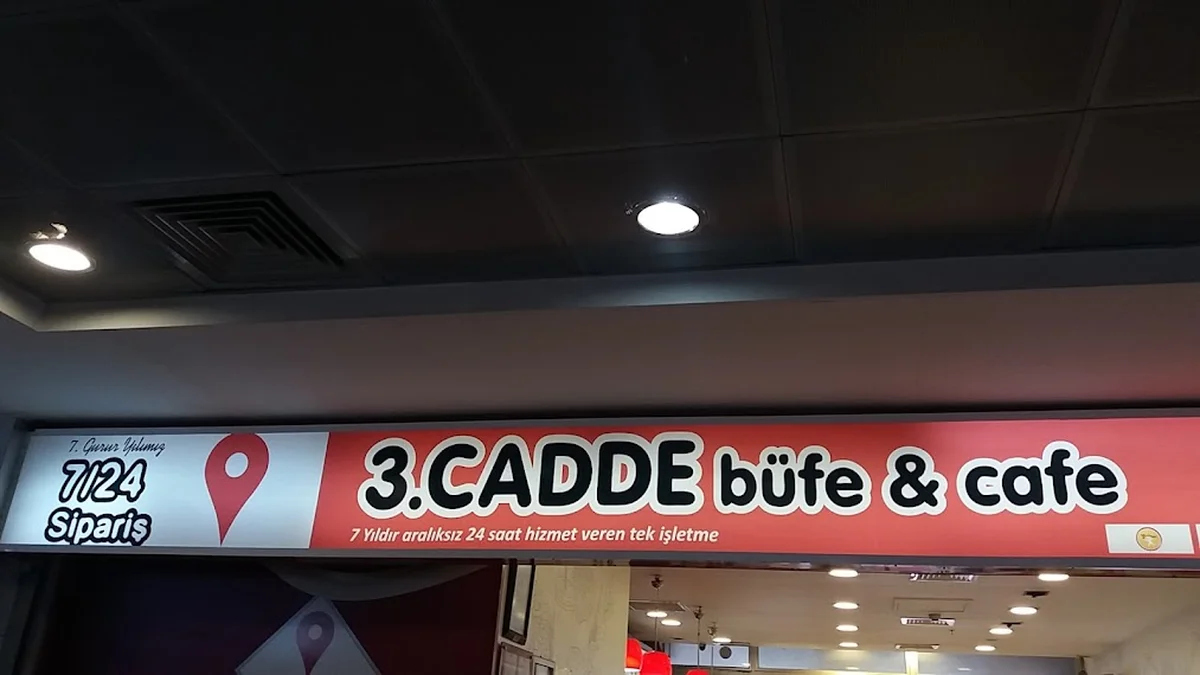 7. Gurur Yılımız
7/24
Sipariş
3.CADDE büfe & cafe
7 Yıldır aralıksız 24 saat hizmet veren tek işletme